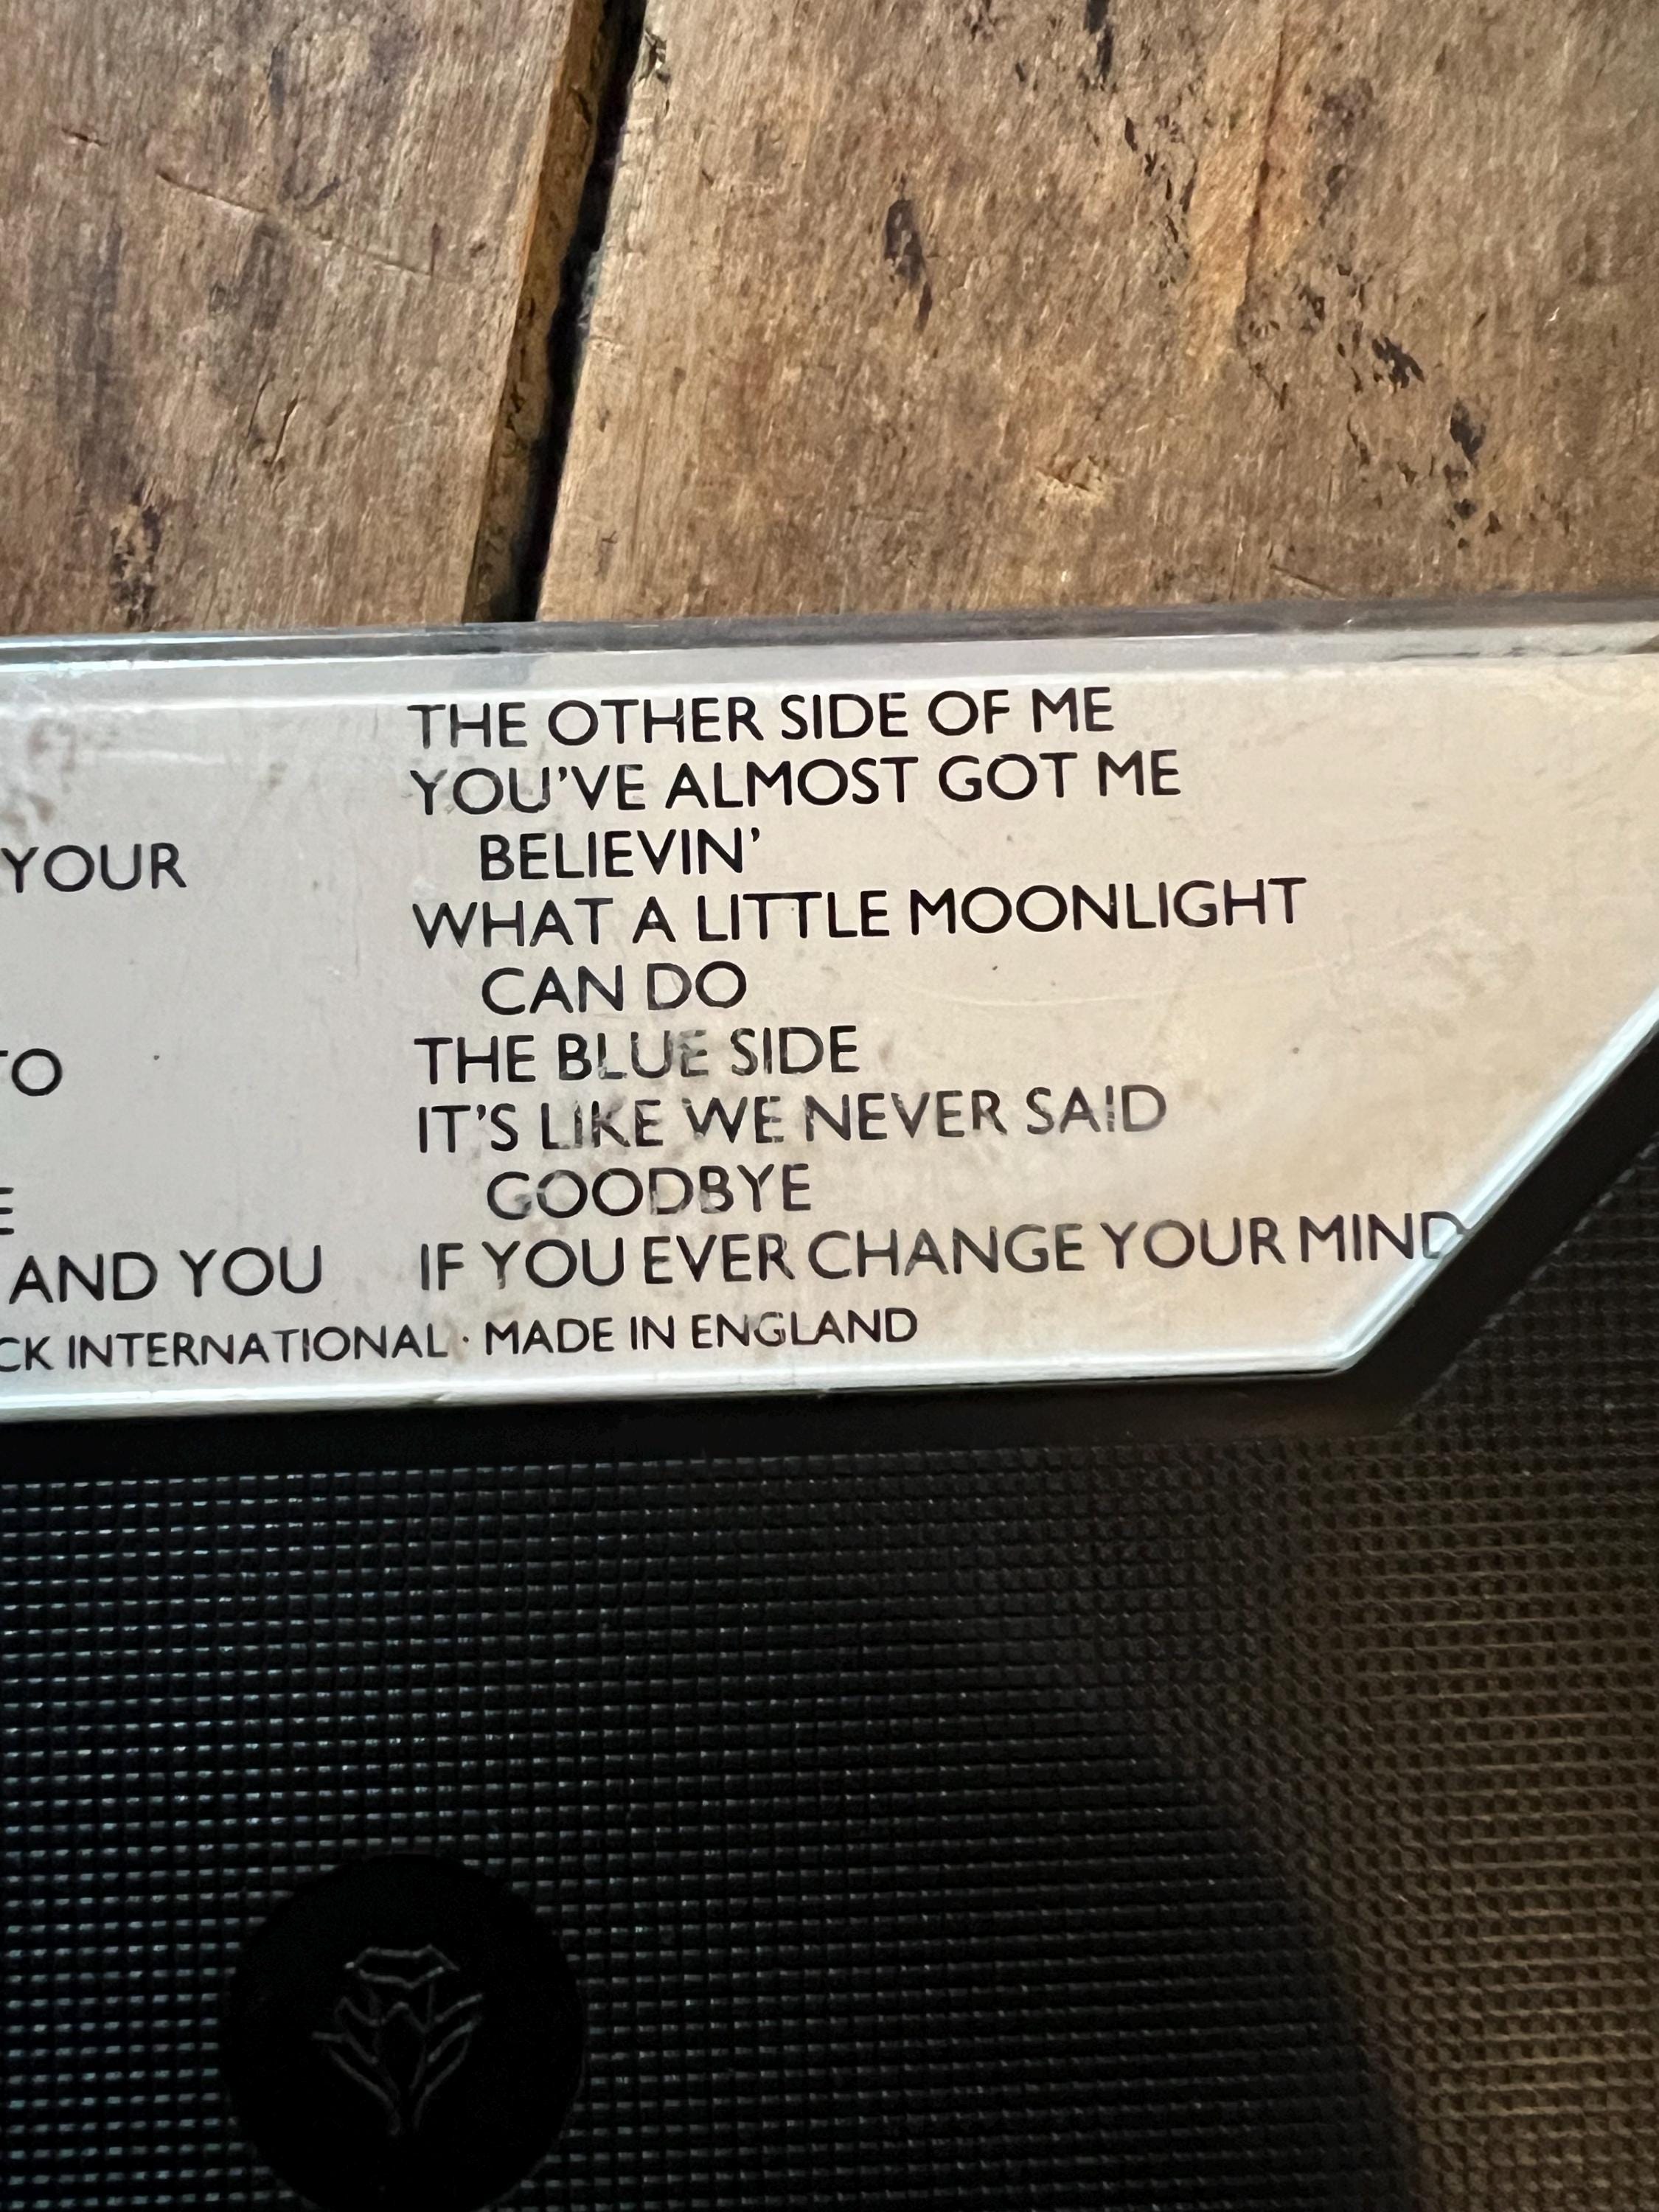 THE OTHER SIDE OF ME
YOU'VE ALMOST GOT ME
BELIEVIN'
WHAT A LITTLE MOONLIGHT
CAN DO
THE BLUE SIDE
IT'S LIKE WE NEVER SAID
GOODBYE
IF YOU EVER CHANGE YOUR MIND
YOUR
TO
E
AND YOU
CK INTERNATIONAL · MADE IN ENGLAND